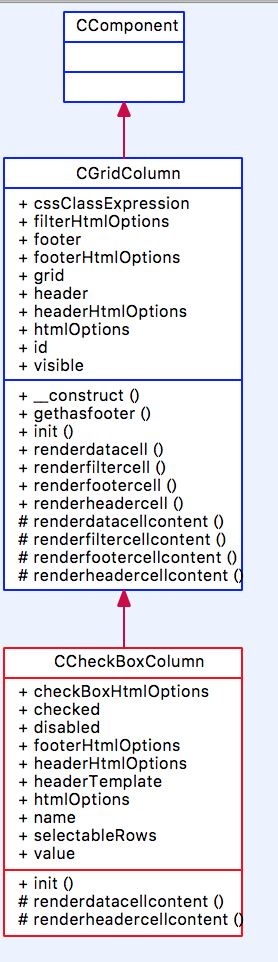 CComponent
CGridColumn
+ cssClassExpression
+ filterHtmlOptions
+ footer
+ footerHtmlOptions
+ grid
+ header
+ headerHtmlOptions
+ htmlOptions
+ id
+ visible
+ __construct ()
+ gethasfooter ()
+ init ()
+ renderdatacell ()
+ renderfiltercell ()
+ renderfootercell ()
+ renderheadercell ()
# renderdatacellcontent ()
# renderfiltercellcontent ()
# renderfootercellcontent ()
# renderheadercellcontent ()
CCheckBoxColumn
+ checkBoxHtmlOptions
+ checked
+ disabled
+ footerHtmlOptions
+ headerHtmlOptions
+ headerTemplate
+ htmlOptions
+ name
+ selectableRows
+ value
+ init ()
# renderdatacellcontent ()
# renderheadercellcontent ()